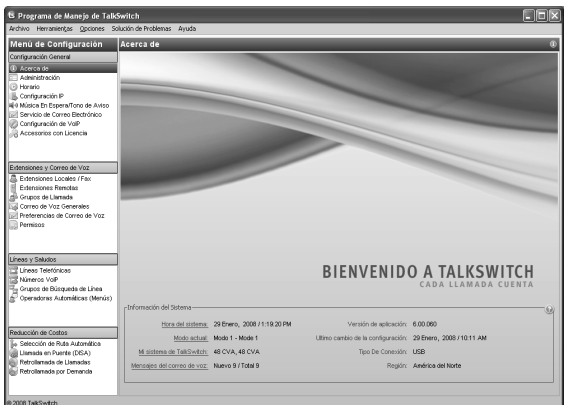 Programa de Manejo de TalkSwitch
Archivo Herramientas Opciones Solución de Problemas Ayuda
Menú de Configuración
Configuración General
Acerca de
Administración
Horario
Configuración IP
Música En Espera/Tono de Aviso
Servicio de Correo Electrónico
Configuración de VoIP
Accesorios con Licencia
Extensiones y Correo de Voz
Extensiones Locales / Fax
Extensiones Remotas
Grupos de Llamada
Correo de Voz Generales
Preferencias de Correo de Voz
Permisos
Líneas y Saludos
Líneas Telefónicas
Números VoIP
Grupos de Búsqueda de Línea
Operadoras Automáticas (Menús)
Reducción de Costos
Selección de Ruta Automática
Llamada en Puente (DISA)
Retrollamada de Llamadas
Retrollamada por Demanda
© 2008 TalkSwitch
Acerca de
BIENVENIDO A TALKSWITCH
CADA LLAMADA CUENTA
Información del Sistema
Hora del sistema: 29 Enero, 2008 / 1:19:20 PM Versión de aplicación: 6.00.060
Modo actual: Modo 1 - Mode 1 Ultimo cambio de la configuración: 29 Enero, 2008 / 10:11 AM
Mi sistema de TalkSwitch: 48 CVA, 48 CVA Tipo De Conexión: USB
Mensajes del correo de voz: Nuevo 9 / Total 9 Región: América del Norte